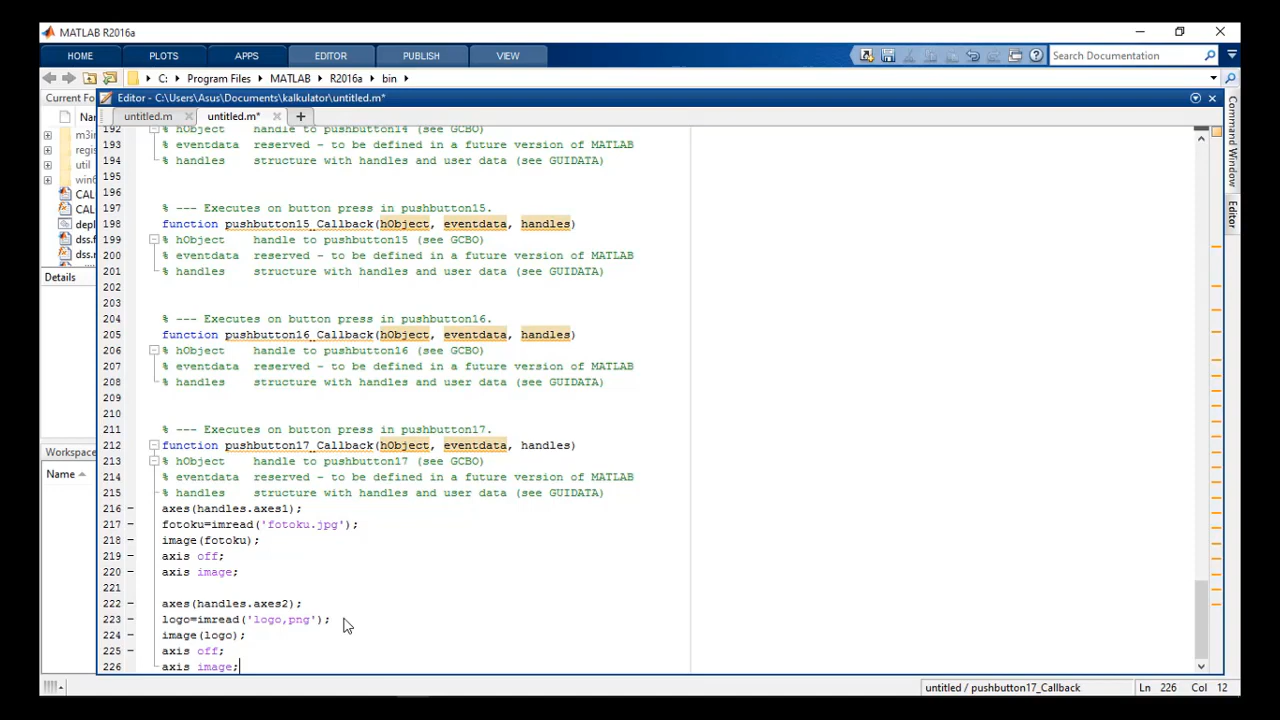 MATLAB R2016a
HOME PLOTS APPS EDITOR PUBLISH VIEW Search Documentation
C: Program Files MATLAB R2016a bin
Current Fo
Editor - C:\Users\Asus\Documents\kalkulator\untitled.m*
untitled.m untitled.m*
Command Window
Editor
m3in
regis
util
CAL
CAL
depl
Details
Workspace
Name
192 % hObject handle to pushbutton14 (see GCBO)
193 % eventdata reserved - to be defined in a future version of MATLAB
194 % handles structure with handles and user data (see GUIDATA)
195
196
197 % --- Executes on button press in pushbutton15.
198 function pushbutton15_Callback(hObject, eventdata, handles)
199 % hObject handle to pushbutton15 (see GCBO)
200 % eventdata reserved - to be defined in a future version of MATLAB
201 % handles structure with handles and user data (see GUIDATA)
202
203
204 % --- Executes on button press in pushbutton16.
205 function pushbutton16_Callback(hObject, eventdata, handles)
206 % hObject handle to pushbutton16 (see GCBO)
207 % eventdata reserved - to be defined in a future version of MATLAB
208 % handles structure with handles and user data (see GUIDATA)
209
210
211 % --- Executes on button press in pushbutton17.
212 function pushbutton17_Callback(hObject, eventdata, handles)
213 % hObject handle to pushbutton17 (see GCBO)
214 % eventdata reserved - to be defined in a future version of MATLAB
215 % handles structure with handles and user data (see GUIDATA)
216 axes(handles.axes1);
217 fotoku=imread('fotoku.jpg');
218 image(fotoku);
219 axis off;
220 axis image;
221
222 axes(handles.axes2);
223 logo=imread('logo,png');
224 image(logo);
225 axis off;
226 axis image;
untitled / pushbutton17_Callback Ln 226 Col 12